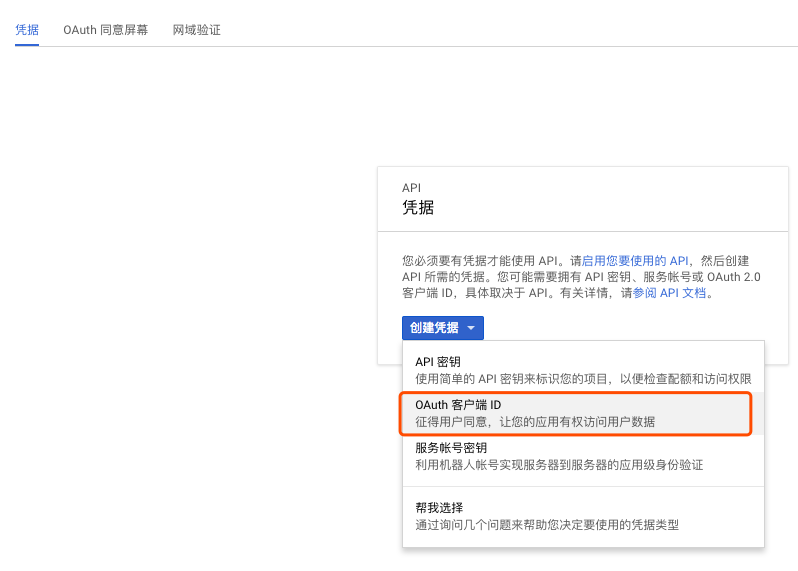 凭据 OAuth 同意屏幕 网域验证
API
凭据
您必须要有凭据才能使用 API。请启用您要使用的 API，然后创建
API 所需的凭据。您可能需要拥有 API 密钥、服务帐号或 OAuth 2.0
客户端 ID，具体取决于 API。有关详情，请参阅 API 文档。
创建凭据
API 密钥
使用简单的 API 密钥来标识您的项目，以便检查配额和访问权限
OAuth 客户端 ID
征得用户同意，让您的应用有权访问用户数据
服务帐号密钥
利用机器人帐号实现服务器到服务器的应用级身份验证
帮我选择
通过询问几个问题来帮助您决定要使用的凭据类型